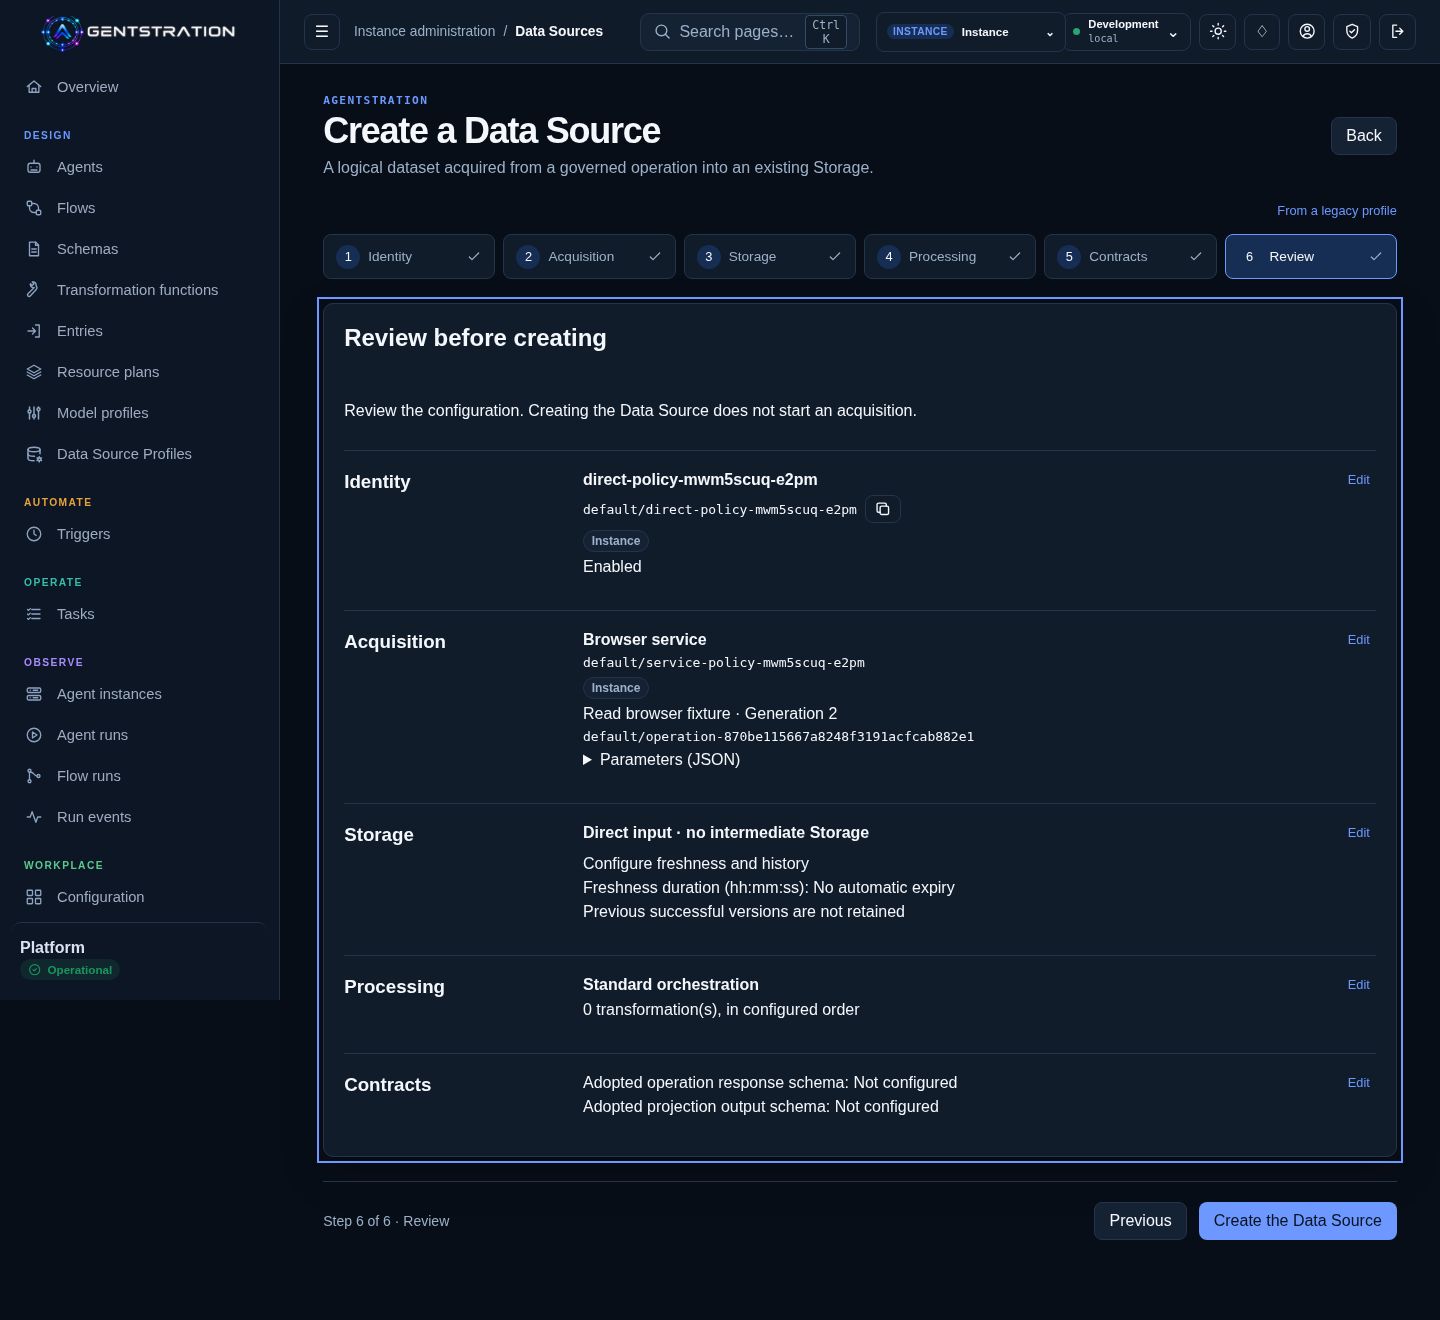 GENTSTRATION
☰
Instance administration / Data Sources
Search pages…
Ctrl
K
INSTANCE Instance
Development
local
Overview
DESIGN
Agents
Flows
Schemas
Transformation functions
Entries
Resource plans
Model profiles
Data Source Profiles
AUTOMATE
Triggers
OPERATE
Tasks
OBSERVE
Agent instances
Agent runs
Flow runs
Run events
WORKPLACE
Configuration
Platform
Operational
AGENTSTRATION
Create a Data Source
A logical dataset acquired from a governed operation into an existing Storage.
Back
From a legacy profile
1 Identity
2 Acquisition
3 Storage
4 Processing
5 Contracts
6 Review
Review before creating
Review the configuration. Creating the Data Source does not start an acquisition.
Identity
direct-policy-mwm5scuq-e2pm
Edit
default/direct-policy-mwm5scuq-e2pm
Instance
Enabled
Acquisition
Browser service
Edit
default/service-policy-mwm5scuq-e2pm
Instance
Read browser fixture · Generation 2
default/operation-870be115667a8248f3191acfcab882e1
Parameters (JSON)
Storage
Direct input · no intermediate Storage
Edit
Configure freshness and history
Freshness duration (hh:mm:ss): No automatic expiry
Previous successful versions are not retained
Processing
Standard orchestration
Edit
0 transformation(s), in configured order
Contracts
Adopted operation response schema: Not configured
Edit
Adopted projection output schema: Not configured
Step 6 of 6 · Review
Previous
Create the Data Source